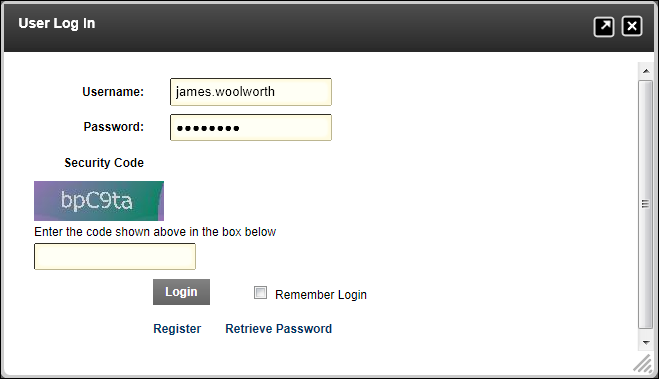 User Log In
Username: james.woolworth
Password: ●●●●●●●●
Security Code
bpC9ta
Enter the code shown above in the box below
Login Remember Login
Register Retrieve Password